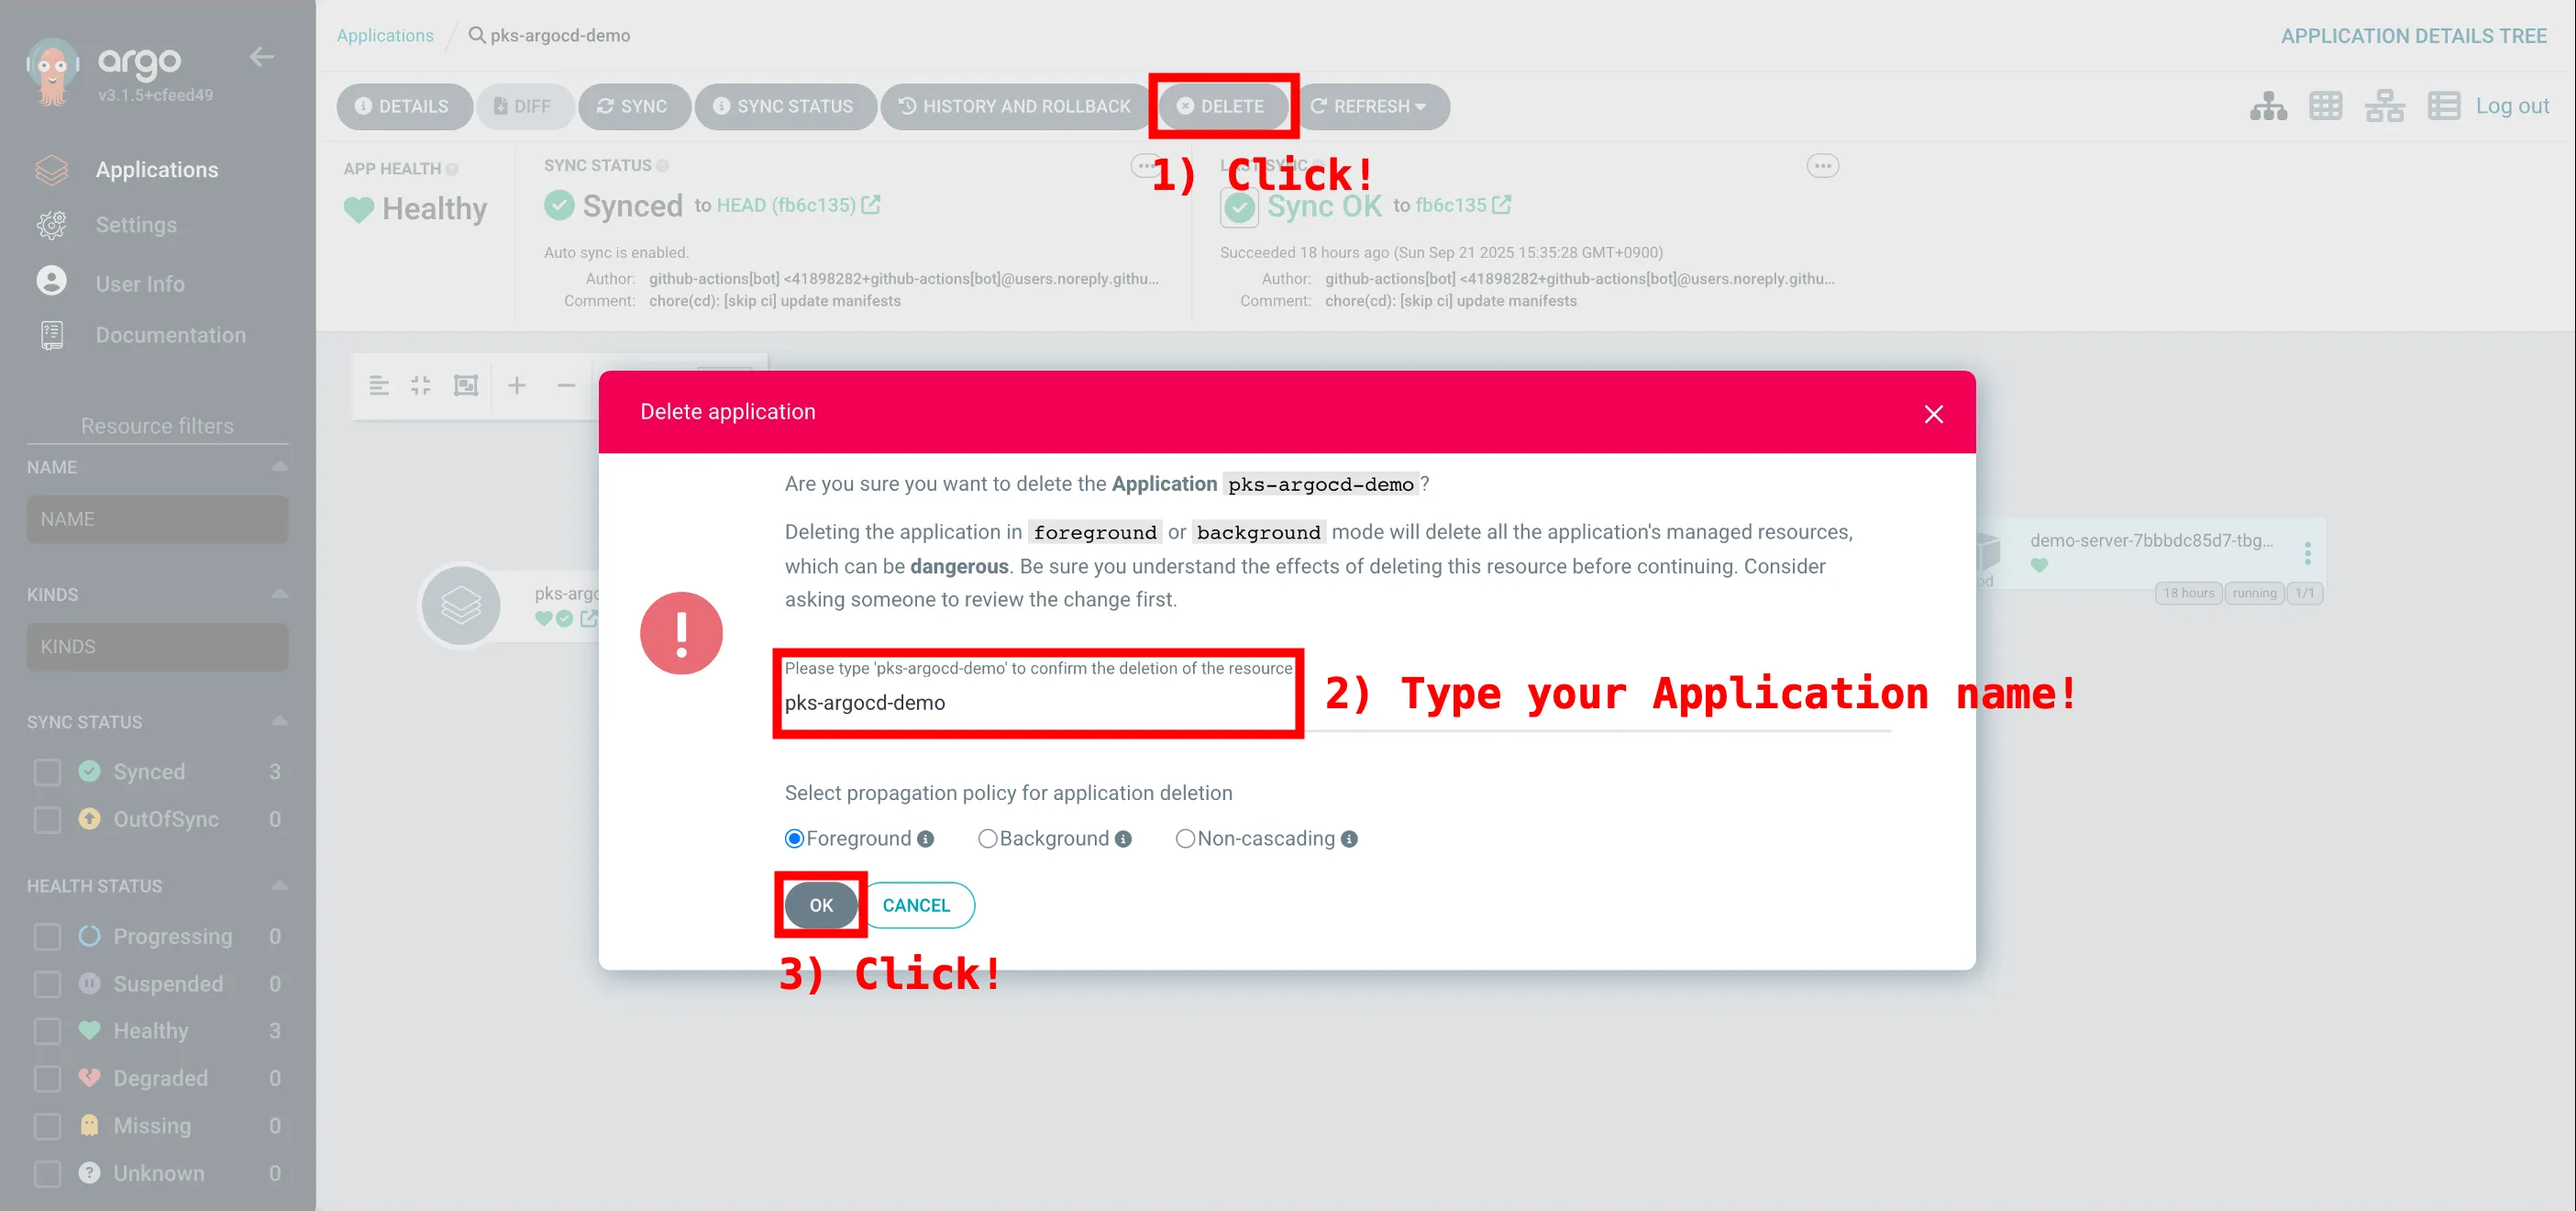 argo
v3.1.5+cfeed49
Applications
Settings
User Info
Documentation
Resource filters
NAME
NAME
KINDS
KINDS
SYNC STATUS
Synced 3
OutOfSync 0
HEALTH STATUS
Progressing 0
Suspended 0
Healthy 3
Degraded 0
Missing 0
Unknown 0
Applications / pks-argocd-demo
APPLICATION DETAILS TREE
DETAILS DIFF SYNC SYNC STATUS HISTORY AND ROLLBACK DELETE REFRESH
Log out
1) Click!
APP HEALTH
Healthy
SYNC STATUS
Synced to HEAD (fb6c135)
Auto sync is enabled.
Author: github-actions[bot] <41898282+github-actions[bot]@users.noreply.githu...
Comment: chore(cd): [skip ci] update manifests
LAST SYNC
Sync OK to fb6c135
Succeeded 18 hours ago (Sun Sep 21 2025 15:35:28 GMT+0900)
Author: github-actions[bot] <41898282+github-actions[bot]@users.noreply.githu...
Comment: chore(cd): [skip ci] update manifests
pks-argo
demo-server-7bbbdc85d7-tbg...
od
18 hours running 1/1
Delete application
Are you sure you want to delete the Application pks-argocd-demo?
Deleting the application in foreground or background mode will delete all the application's managed resources,
which can be dangerous. Be sure you understand the effects of deleting this resource before continuing. Consider
asking someone to review the change first.
Please type 'pks-argocd-demo' to confirm the deletion of the resource
pks-argocd-demo
2) Type your Application name!
Select propagation policy for application deletion
Foreground Background Non-cascading
OK CANCEL
3) Click!